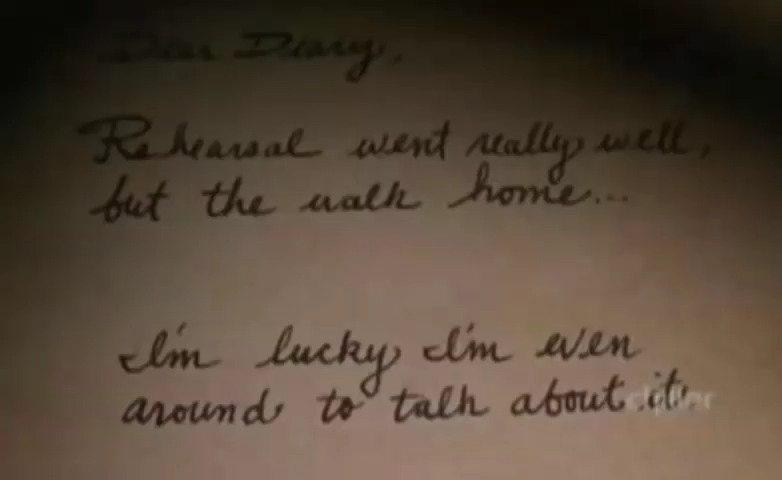 Dear Diary,
Rehearsal went really well,
but the walk home...
I'm lucky I'm even
around to talk about it.